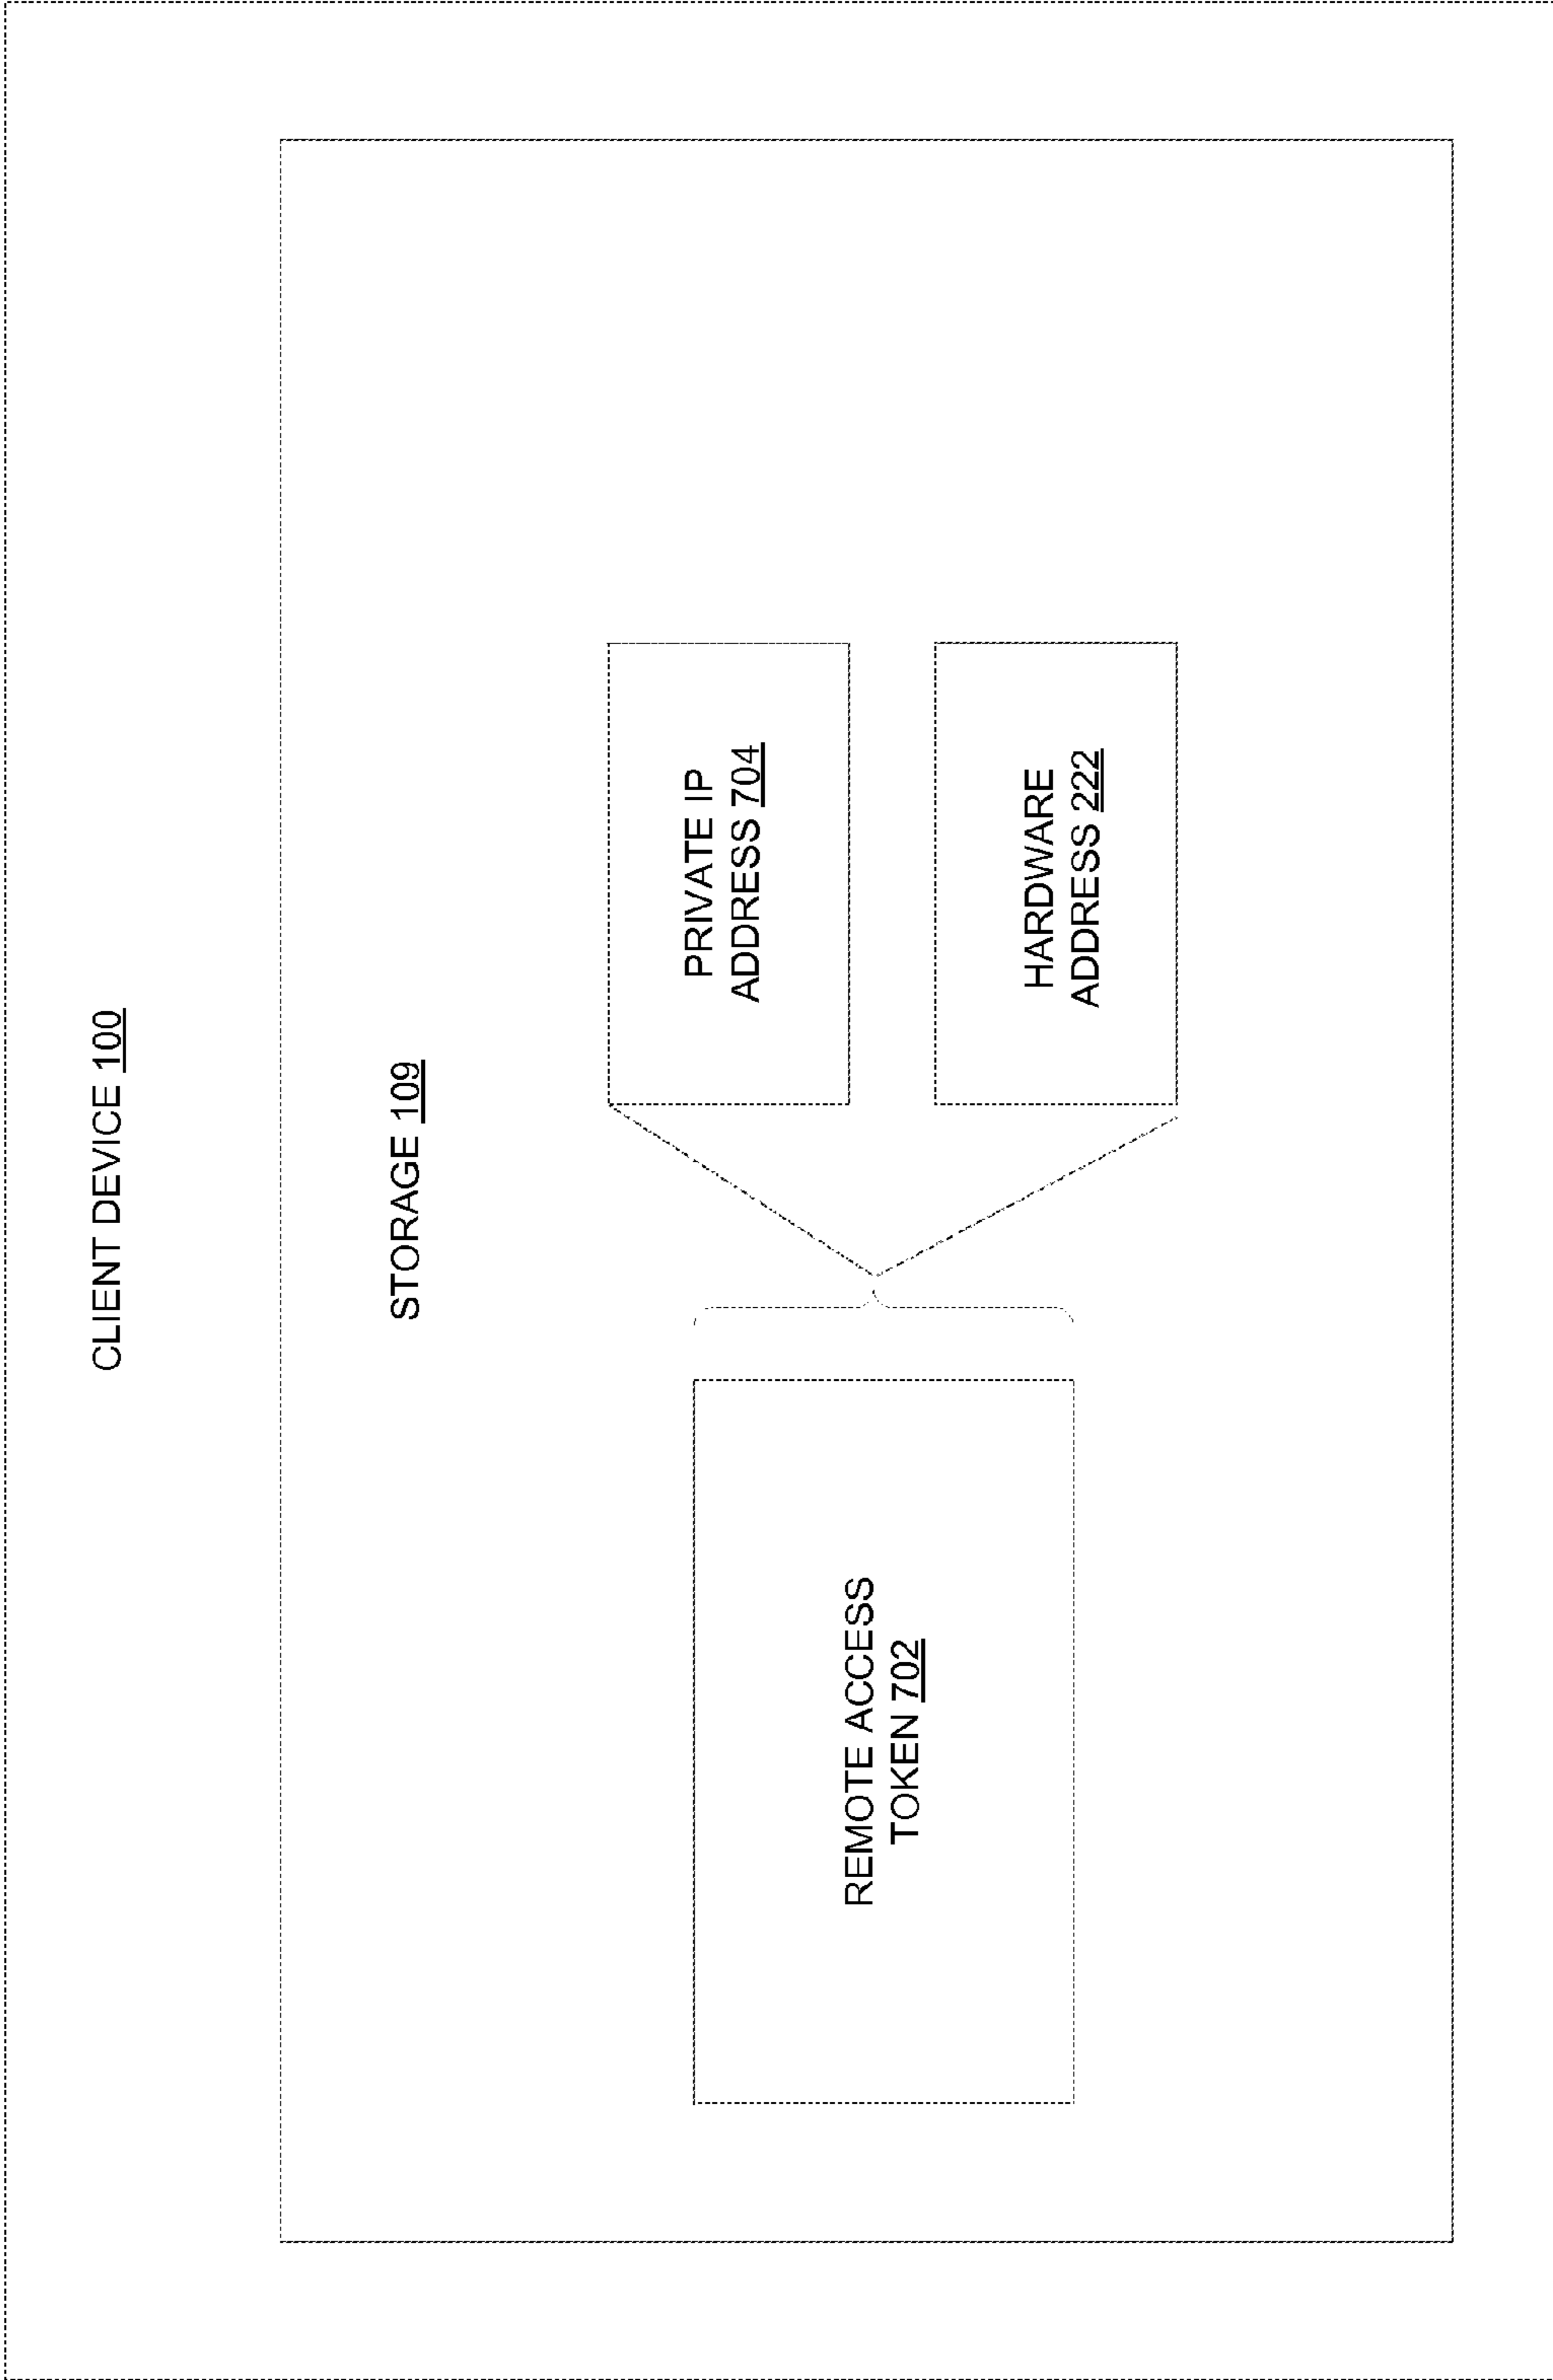 CLIENT DEVICE 100
STORAGE 109
REMOTE ACCESS
TOKEN 702
PRIVATE IP
ADDRESS 704
HARDWARE
ADDRESS 222